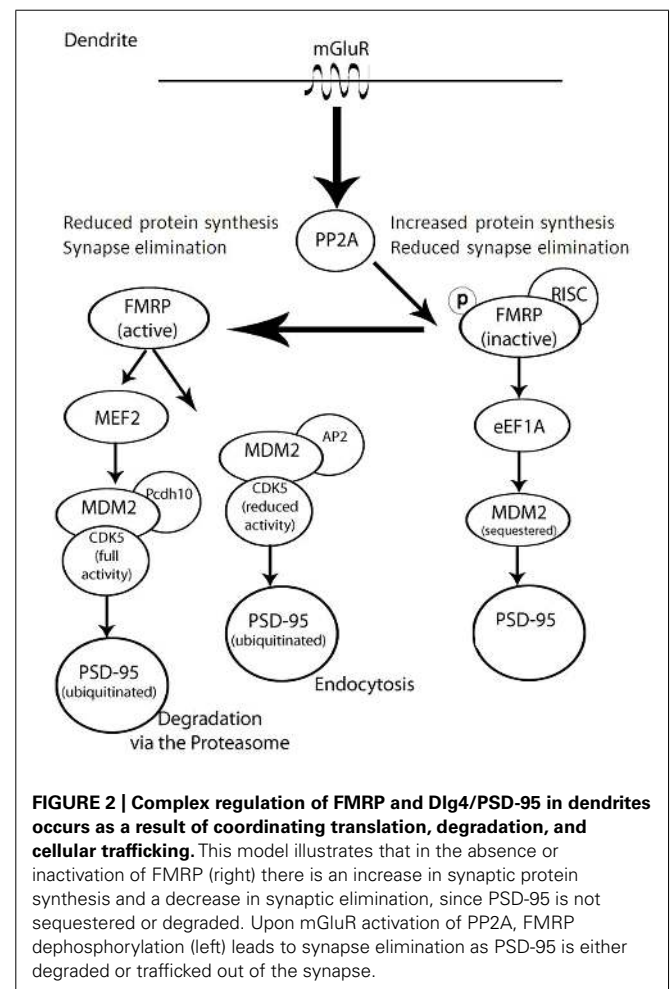 Dendrite
mGluR
Reduced protein synthesis
Synapse elimination
PP2A
Increased protein synthesis
Reduced synapse elimination
FMRP
(active)
P
RISC
FMRP
(inactive)
MEF2
MDM2
AP2
CDK5
(reduced
activity)
eEF1A
MDM2
Pcdh10
CDK5
(full
activity)
MDM2
(sequestered)
PSD-95
(ubiquitinated)
Endocytosis
PSD-95
PSD-95
(ubiquitinated)
Degradation
via the Proteasome
FIGURE 2 | Complex regulation of FMRP and Dlg4/PSD-95 in dendrites
occurs as a result of coordinating translation, degradation, and
cellular trafficking. This model illustrates that in the absence or
inactivation of FMRP (right) there is an increase in synaptic protein
synthesis and a decrease in synaptic elimination, since PSD-95 is not
sequestered or degraded. Upon mGluR activation of PP2A, FMRP
dephosphorylation (left) leads to synapse elimination as PSD-95 is either
degraded or trafficked out of the synapse.